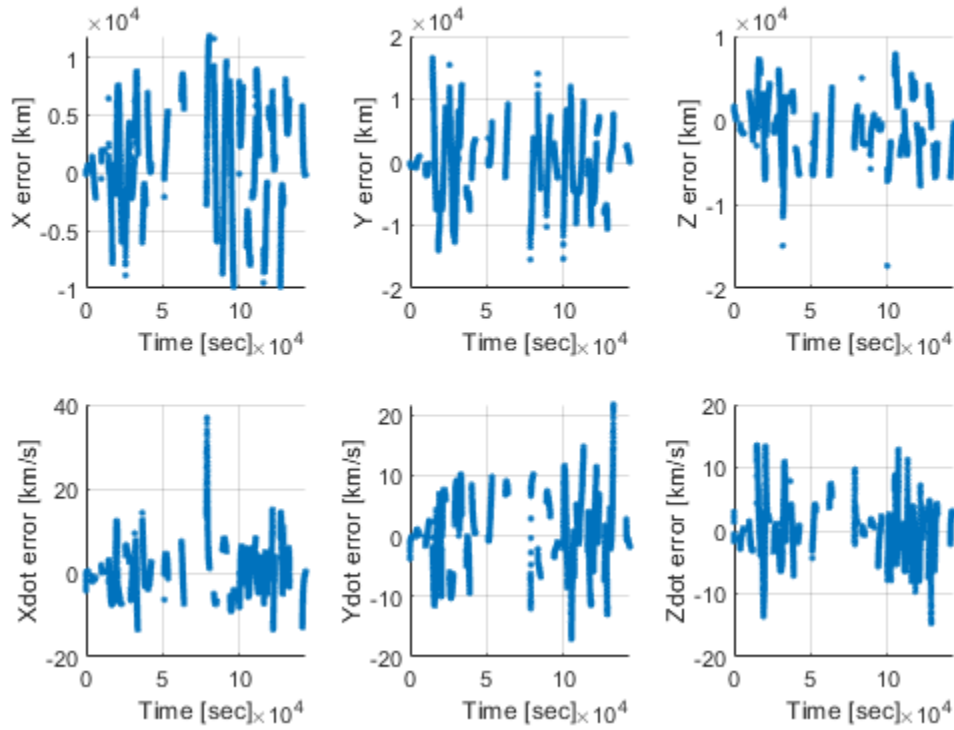 ×10⁴
X error [km]
1
0.5
0
-0.5
-1
0 5 10
Time [sec]×10⁴
×10⁴
Y error [km]
2
1
0
-1
-2
0 5 10
Time [sec]×10⁴
×10⁴
Z error [km]
1
0
-1
-2
0 5 10
Time [sec]×10⁴
Xdot error [km/s]
40
20
0
-20
0 5 10
Time [sec]×10⁴
Ydot error [km/s]
20
10
0
-10
-20
0 5 10
Time [sec]×10⁴
Zdot error [km/s]
20
10
0
-10
-20
0 5 10
Time [sec]×10⁴